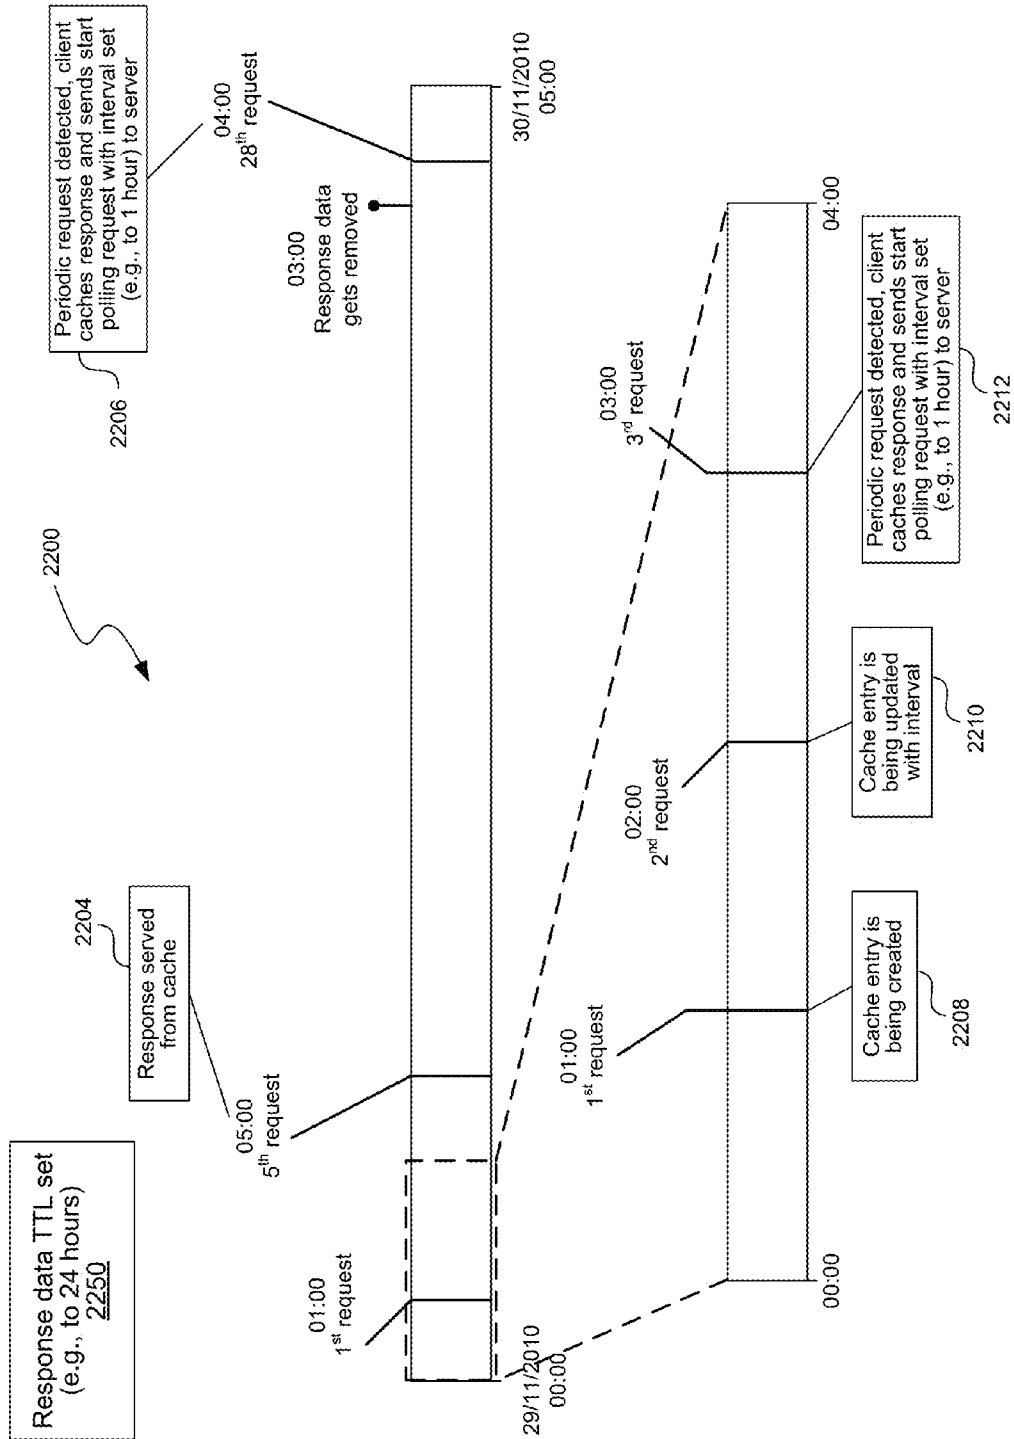 Response data TTL set
(e.g., to 24 hours)
2250
2204
Response served
from cache
2200
2206
Periodic request detected, client
caches response and sends start
polling request with interval set
(e.g., to 1 hour) to server
01:00
1st request
05:00
5th request
03:00
Response data
gets removed
04:00
28th request
29/11/2010
00:00
30/11/2010
05:00
01:00
1st request
02:00
2nd request
03:00
3rd request
00:00
04:00
Cache entry is
being created
2208
Cache entry is
being updated
with interval
2210
Periodic request detected, client
caches response and sends start
polling request with interval set
(e.g., to 1 hour) to server
2212